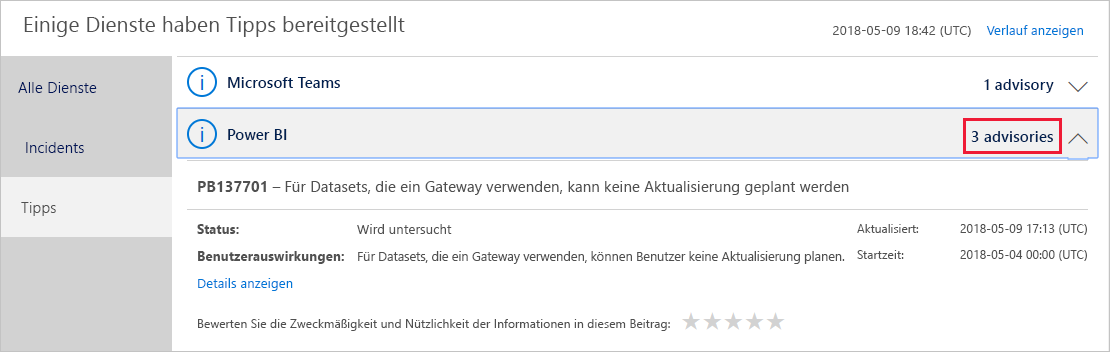 Einige Dienste haben Tipps bereitgestellt
2018-05-09 18:42 (UTC) Verlauf anzeigen
Alle Dienste
Incidents
Tipps
Microsoft Teams 1 advisory
Power BI 3 advisories
PB137701 – Für Datasets, die ein Gateway verwenden, kann keine Aktualisierung geplant werden
Status: Wird untersucht
Aktualisiert: 2018-05-09 17:13 (UTC)
Benutzerauswirkungen: Für Datasets, die ein Gateway verwenden, können Benutzer keine Aktualisierung planen.
Startzeit: 2018-05-04 00:00 (UTC)
Details anzeigen
Bewerten Sie die Zweckmäßigkeit und Nützlichkeit der Informationen in diesem Beitrag: